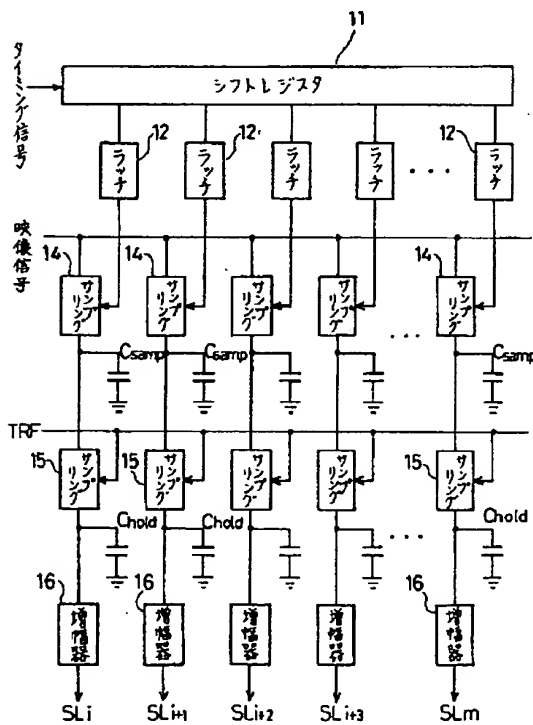 11
タイミング信号
シフトレジスタ
12
12'
12
ラッチ
ラッチ
ラッチ
ラッチ
ラッチ
...
映像信号
14
14
14
サンプリング
サンプリング
サンプリング
サンプリング
サンプリング
...
Csamp
Csamp
Csamp
TRF
15
15
15
サンプリング
サンプリング
サンプリング
サンプリング
サンプリング
Chold
Chold
Chold
...
16
16
16
増幅器
増幅器
増幅器
増幅器
増幅器
SLi
SLi+1
SLi+2
SLi+3
SLm